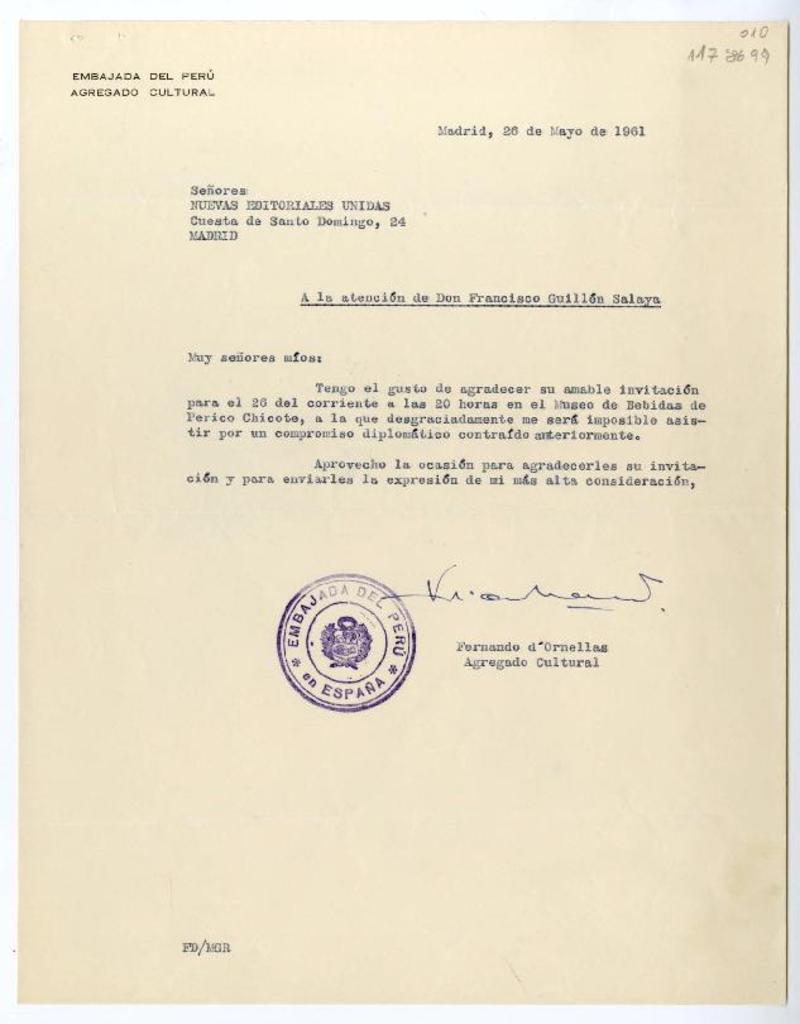 010
117 8699
EMBAJADA DEL PERÚ
AGREGADO CULTURAL
Madrid, 26 de Mayo de 1961
Señores:
NUEVAS EDITORIALES UNIDAS
Cuesta de Santo Domingo, 24
MADRID
A la atención de Don Francisco Guillón Salaya
Muy señores míos:
Tengo el gusto de agradecer su amable invitación
para el 26 del corriente a las 20 horas en el Museo de Bebidas de
Perico Chicote, a la que desgraciadamente me será imposible asis-
tir por un compromiso diplomático contraído anteriormente.
Aprovecho la ocasión para agradecerles su invita-
ción y para enviarles la expresión de mi más alta consideración,
EMBAJADA DEL PERÚ
* en ESPAÑA *
Fernando d'Ornellas
Agregado Cultural
FD/MGR